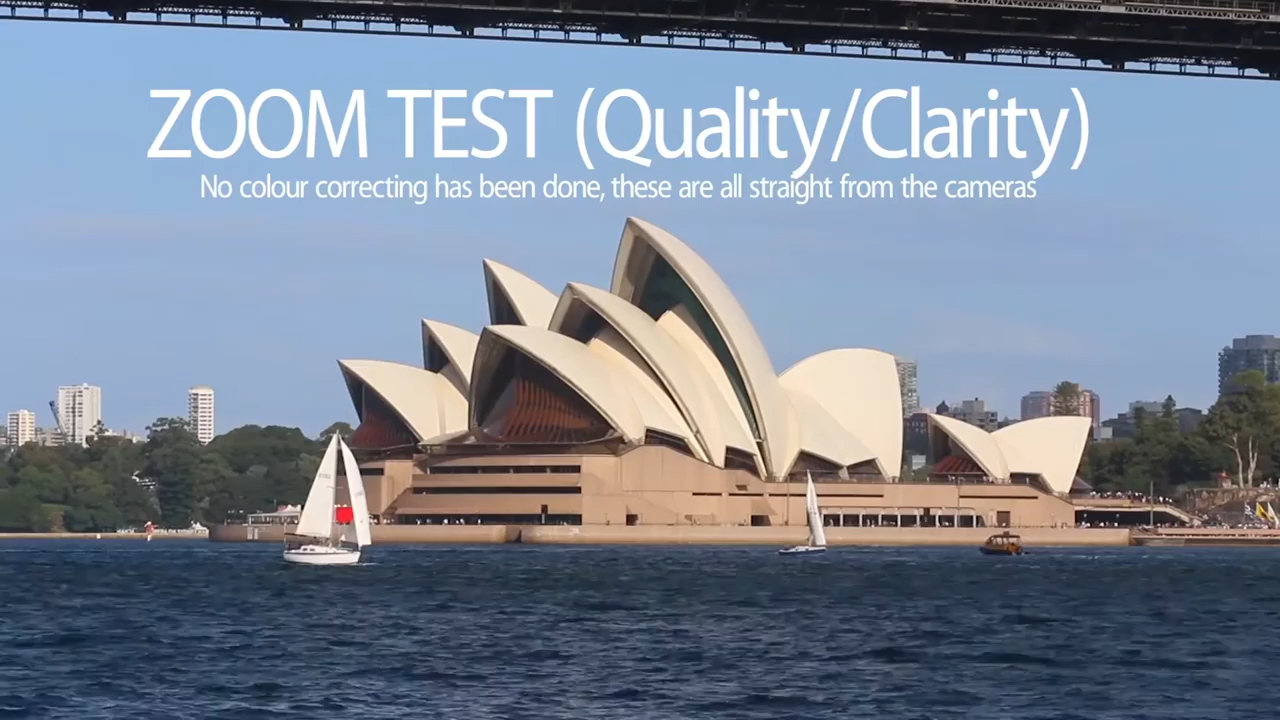 ZOOM TEST (Quality/Clarity)
No colour correcting has been done, these are all straight from the cameras